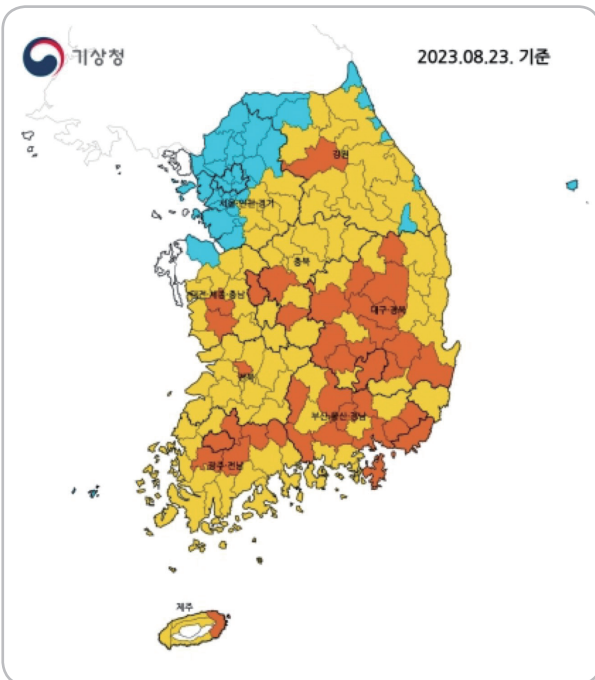 기상청
2023.08.23. 기준
강원
서울·인천·경기
충북
대전·세종·충남
대구·경북
전북
부산·울산·경남
광주·전남
제주